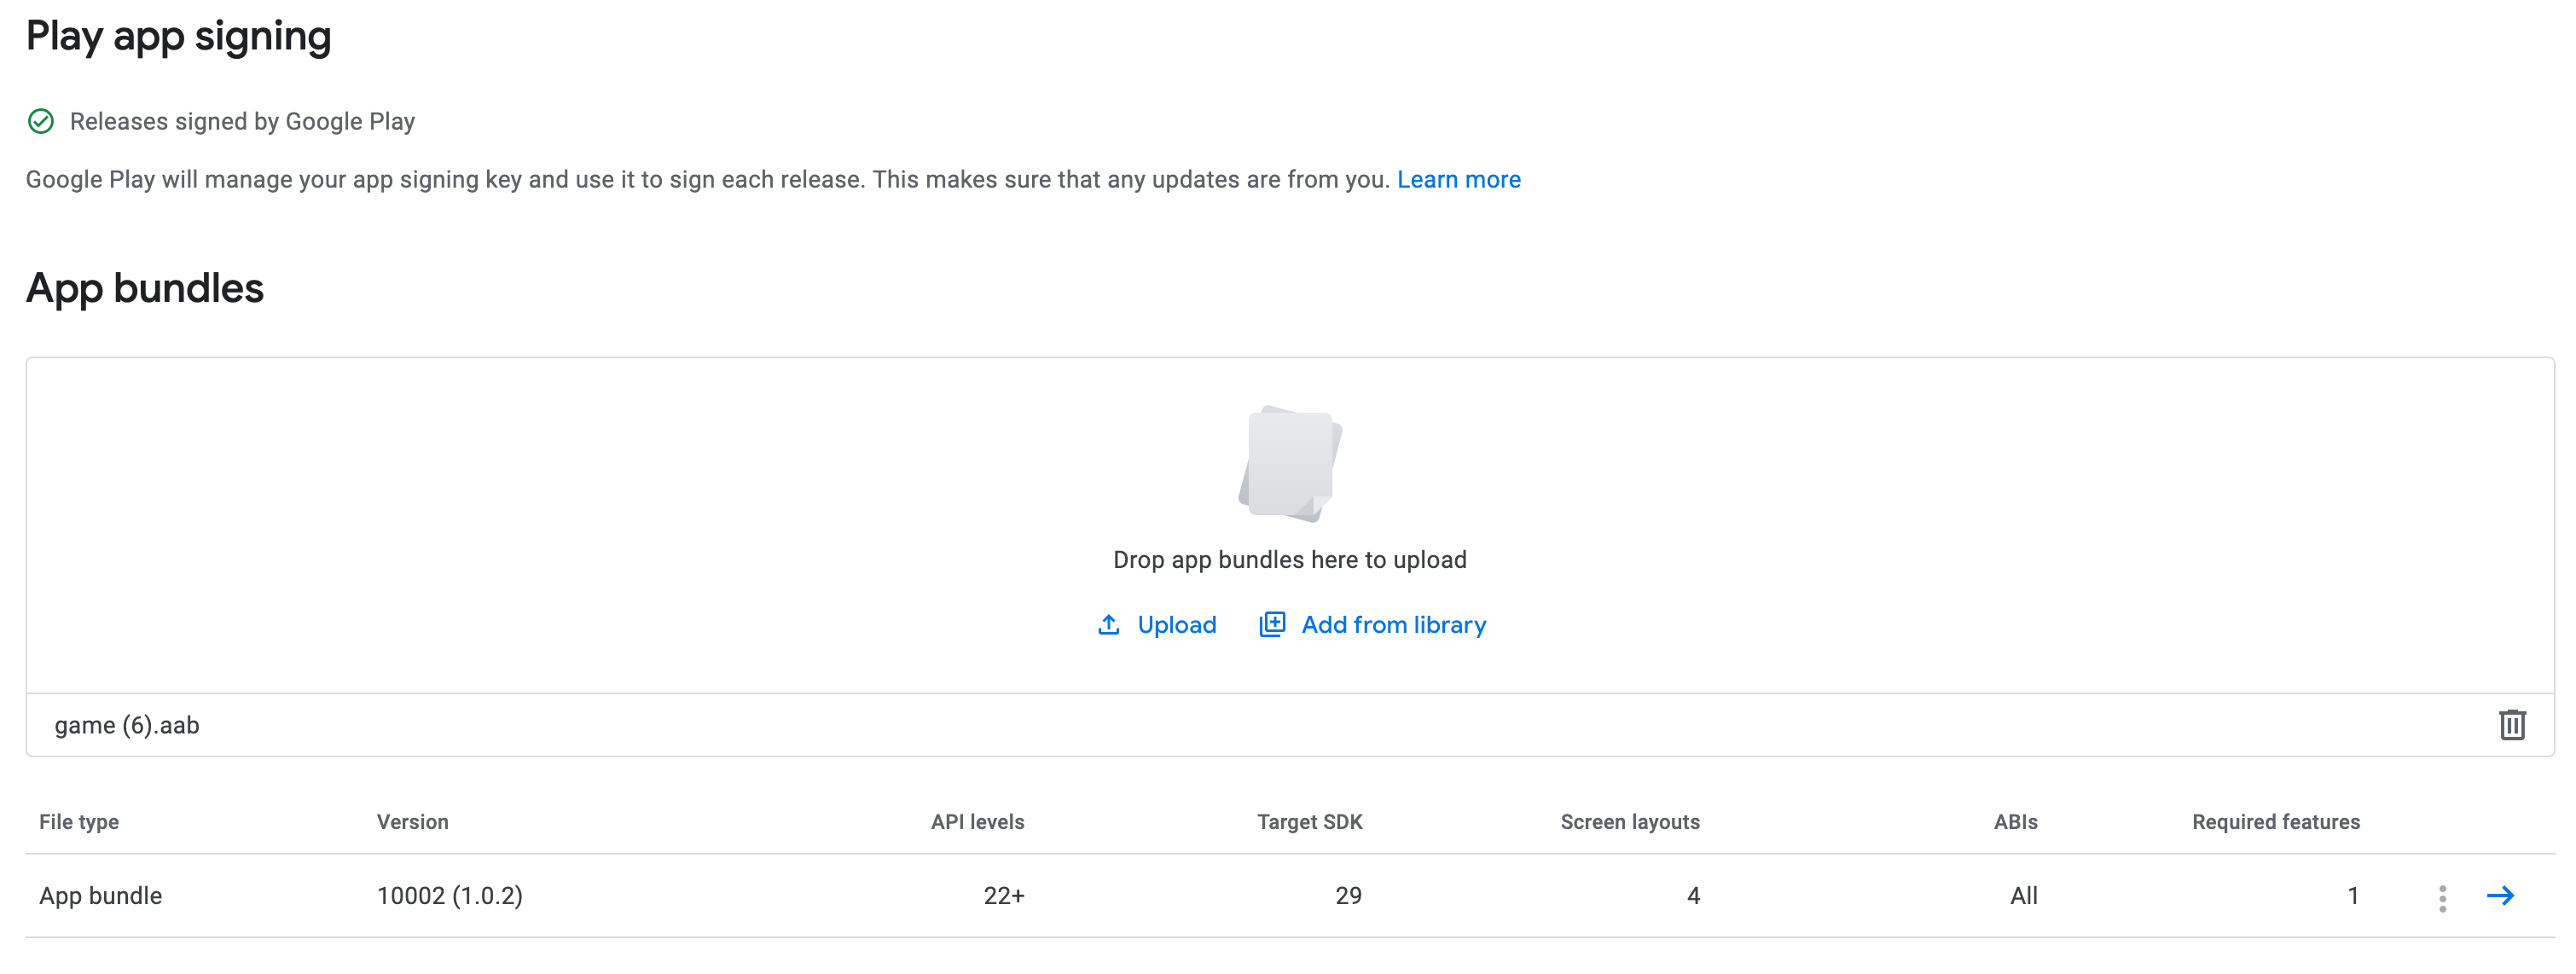 Play app signing
Releases signed by Google Play
Google Play will manage your app signing key and use it to sign each release. This makes sure that any updates are from you. Learn more
App bundles
Drop app bundles here to upload
Upload Add from library
game (6).aab
File type Version API levels Target SDK Screen layouts ABIs Required features
App bundle 10002 (1.0.2) 22+ 29 4 All 1